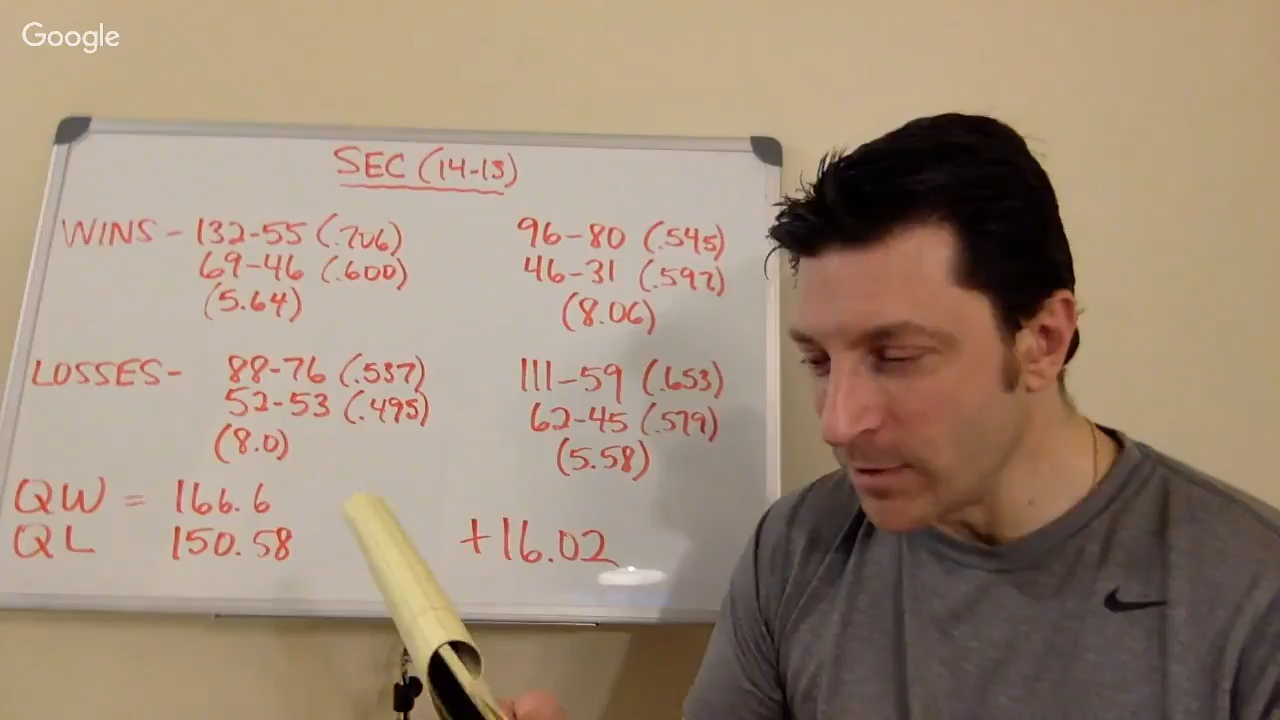 Google
SEC (14-13)
WINS - 132-55 (.706) 96-80 (.545)
69-46 (.600) 46-31 (.597)
(5.64) (8.06)
LOSSES - 88-76 (.537) 111-59 (.653)
52-53 (.495) 62-45 (.579)
(8.0) (5.58)
QW = 166.6
QL 150.58 +16.02